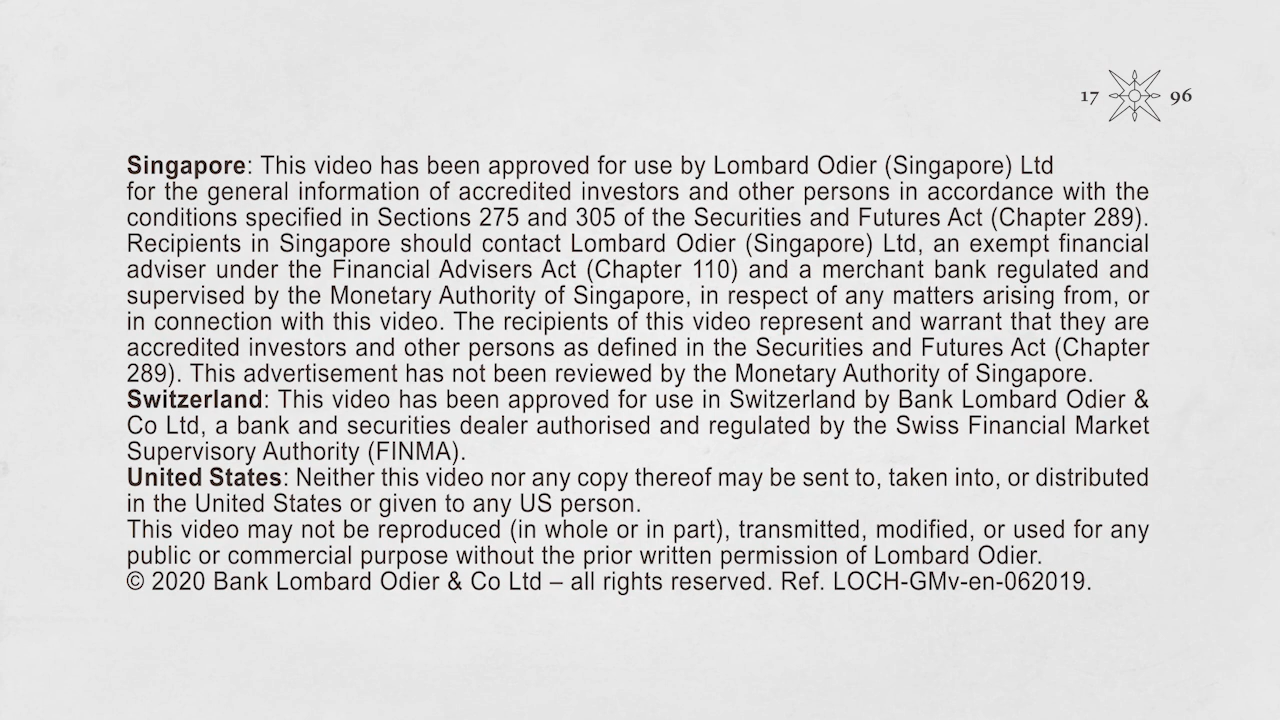 17 96
Singapore: This video has been approved for use by Lombard Odier (Singapore) Ltd
for the general information of accredited investors and other persons in accordance with the
conditions specified in Sections 275 and 305 of the Securities and Futures Act (Chapter 289).
Recipients in Singapore should contact Lombard Odier (Singapore) Ltd, an exempt financial
adviser under the Financial Advisers Act (Chapter 110) and a merchant bank regulated and
supervised by the Monetary Authority of Singapore, in respect of any matters arising from, or
in connection with this video. The recipients of this video represent and warrant that they are
accredited investors and other persons as defined in the Securities and Futures Act (Chapter
289). This advertisement has not been reviewed by the Monetary Authority of Singapore.
Switzerland: This video has been approved for use in Switzerland by Bank Lombard Odier &
Co Ltd, a bank and securities dealer authorised and regulated by the Swiss Financial Market
Supervisory Authority (FINMA).
United States: Neither this video nor any copy thereof may be sent to, taken into, or distributed
in the United States or given to any US person.
This video may not be reproduced (in whole or in part), transmitted, modified, or used for any
public or commercial purpose without the prior written permission of Lombard Odier.
© 2020 Bank Lombard Odier & Co Ltd – all rights reserved. Ref. LOCH-GMv-en-062019.